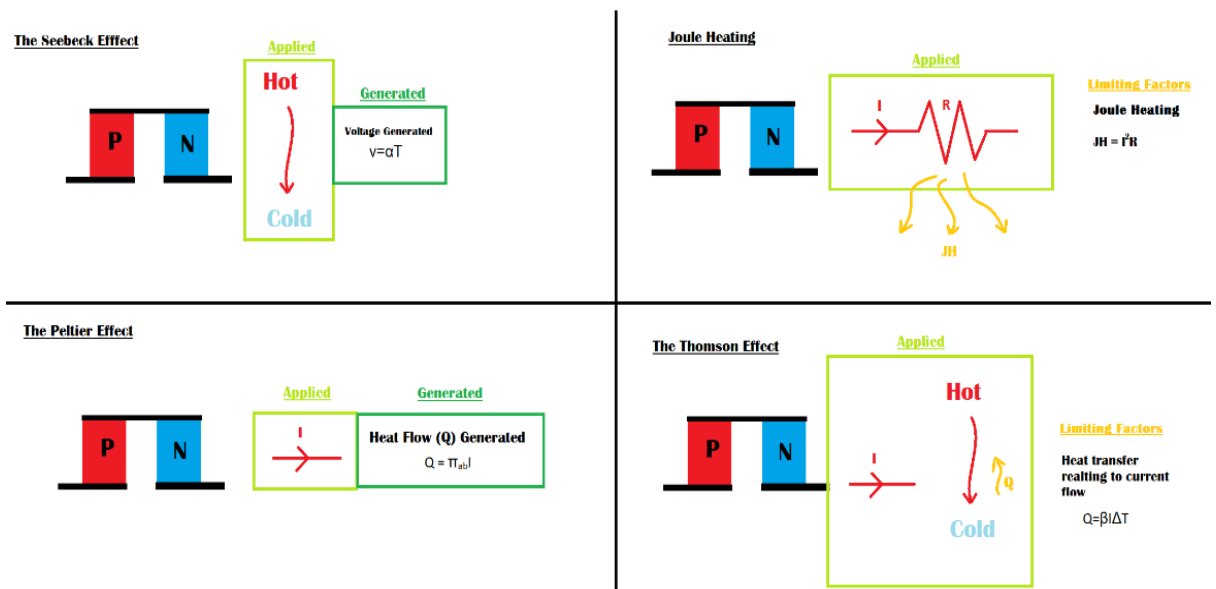 The Seebeck Efffect
Applied
Hot
Cold
Generated
Voltage Generated
v=αT
P
N
Joule Heating
Applied
I
R
JH
Limiting Factors
Joule Heating
JH = I²R
P
N
The Peltier Effect
Applied
I
Generated
Heat Flow (Q) Generated
Q = π_ab I
P
N
The Thomson Effect
Applied
Hot
I
Q
Cold
Limiting Factors
Heat transfer
realting to current
flow
Q=βIΔT
P
N